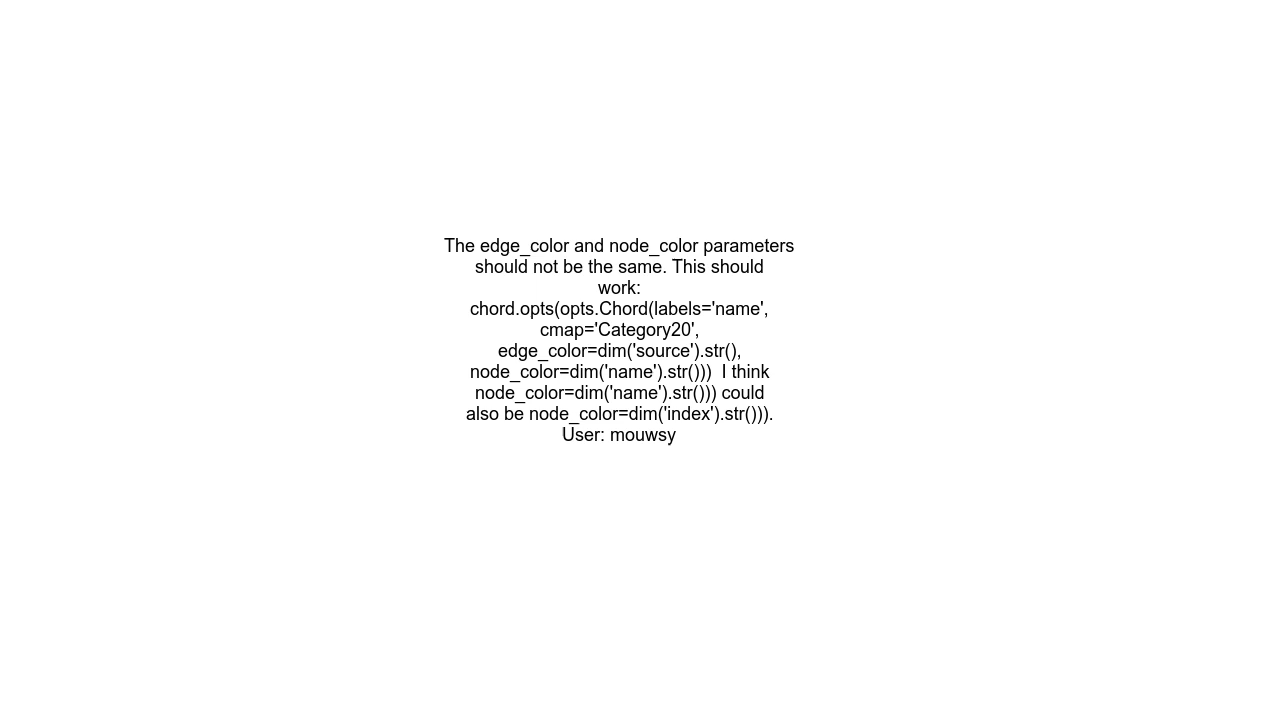 The edge_color and node_color parameters
should not be the same. This should
work:
chord.opts(opts.Chord(labels='name',
cmap='Category20',
edge_color=dim('source').str(),
node_color=dim('name').str()))  I think
node_color=dim('name').str())) could
also be node_color=dim('index').str())).
User: mouwsy